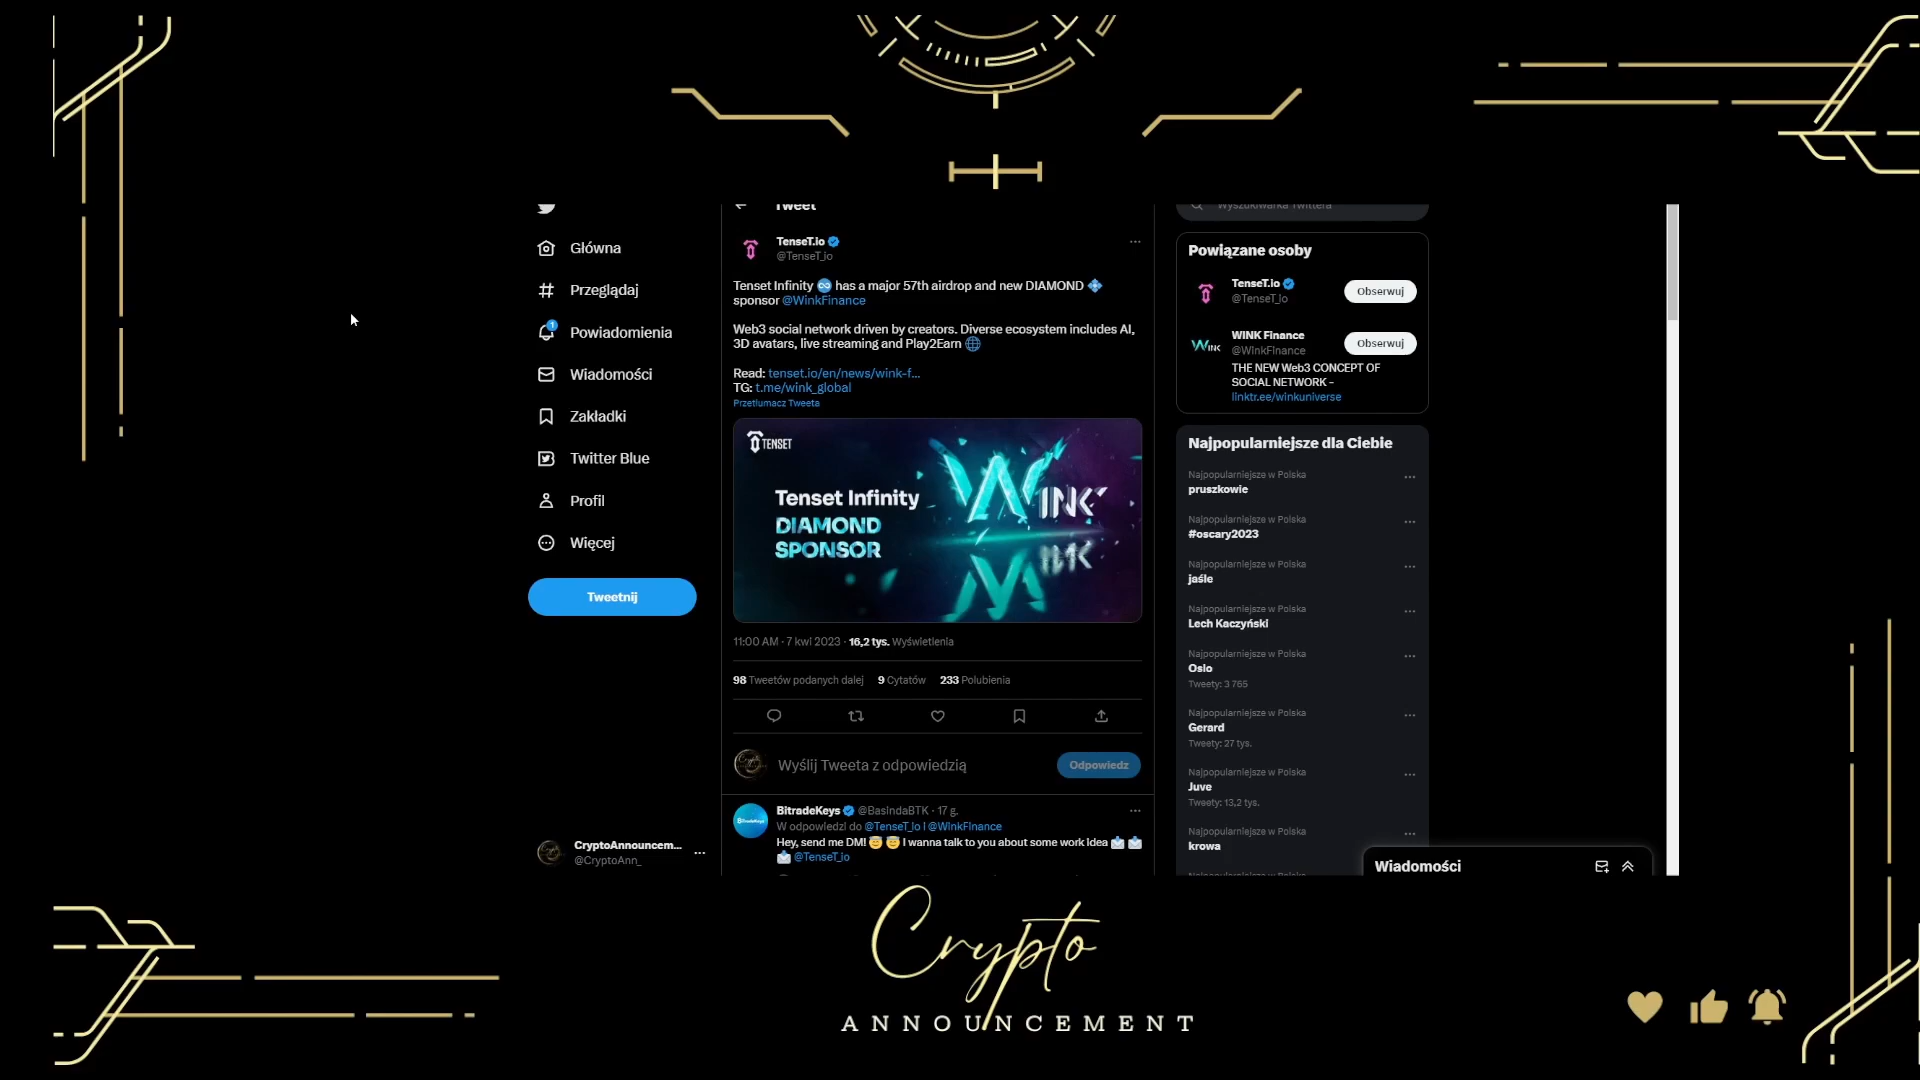 Główna
Przeglądaj
1
Powiadomienia
Wiadomości
Zakładki
Twitter Blue
Profil
Więcej
Tweetnij
CryptoAnnouncem...
@CryptoAnn_
Tweet
TenseT.io
@TenseT_io
Tenset Infinity ♾️ has a major 57th airdrop and new DIAMOND 💠
sponsor @WinkFinance
Web3 social network driven by creators. Diverse ecosystem includes AI,
3D avatars, live streaming and Play2Earn 🌐
Read: tenset.io/en/news/wink-f...
TG: t.me/wink_global
Przetłumacz Tweeta
TENSET
Tenset Infinity
DIAMOND
SPONSOR
WINK
11:00 AM · 7 kwi 2023 · 16,2 tys. Wyświetlenia
98 Tweetów podanych dalej 9 Cytatów 233 Polubienia
Wyślij Tweeta z odpowiedzią
Odpowiedz
BitradeKeys @BasindaBTK · 17 g.
W odpowiedzi do @TenseT_io i @WinkFinance
Hey, send me DM! 😇 😇 I wanna talk to you about some work Idea 📩 📩
📩 @TenseT_io
Wyszukiwarka Twittera
Powiązane osoby
TenseT.io
@TenseT_io
Obserwuj
WINK
WINK Finance
@WinkFinance
Obserwuj
THE NEW Web3 CONCEPT OF
SOCIAL NETWORK -
linktr.ee/winkuniverse
Najpopularniejsze dla Ciebie
Najpopularniejsze w Polska
pruszkowie
Najpopularniejsze w Polska
#oscary2023
Najpopularniejsze w Polska
jaśle
Najpopularniejsze w Polska
Lech Kaczyński
Najpopularniejsze w Polska
Oslo
Tweety: 3 765
Najpopularniejsze w Polska
Gerard
Tweety: 27 tys.
Najpopularniejsze w Polska
Juve
Tweety: 13,2 tys.
Najpopularniejsze w Polska
krowa
Wiadomości
Crypto
ANNOUNCEMENT